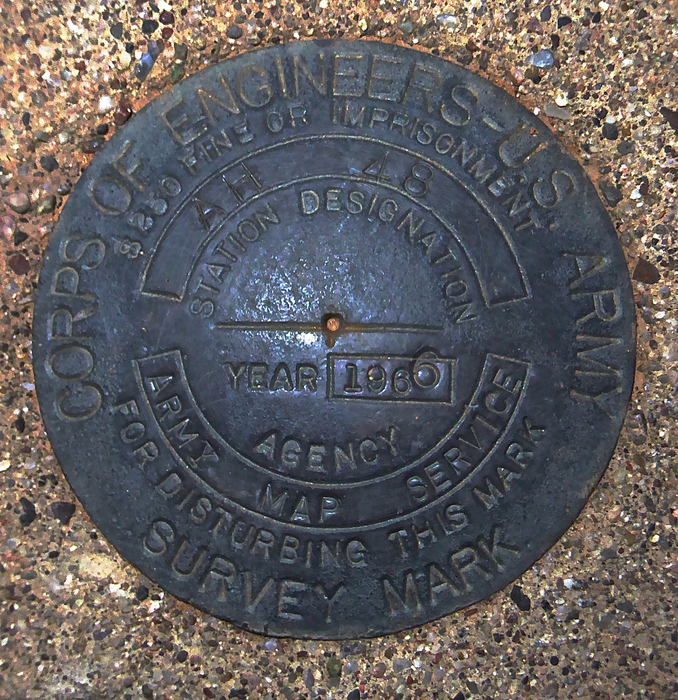 CORPS OF ENGINEERS-U.S. ARMY
$250 FINE OR IMPRISONMENT
AH 48
STATION DESIGNATION
YEAR 1960
AGENCY
ARMY MAP SERVICE
FOR DISTURBING THIS MARK
SURVEY MARK